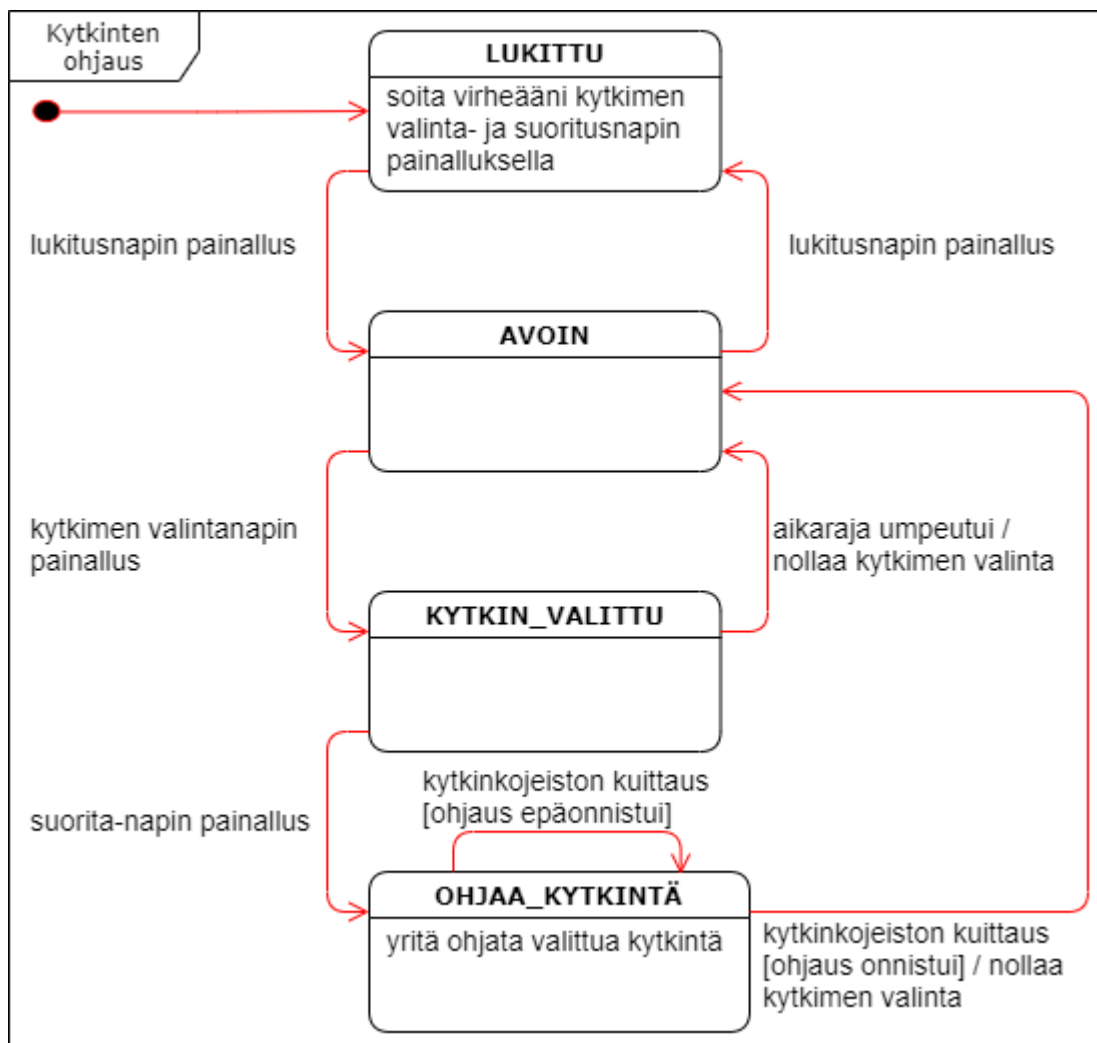 Kytkinten
ohjaus
LUKITTU
soita virheääni kytkimen
valinta- ja suoritusnapin
painalluksella
lukitusnapin painallus
lukitusnapin painallus
AVOIN
kytkimen valintanapin
painallus
aikaraja umpeutui /
nollaa kytkimen valinta
KYTKIN_VALITTU
suorita-napin painallus
kytkinkojeiston kuittaus
[ohjaus epäonnistui]
OHJAA_KYTKINTÄ
yritä ohjata valittua kytkintä
kytkinkojeiston kuittaus
[ohjaus onnistui] / nollaa
kytkimen valinta